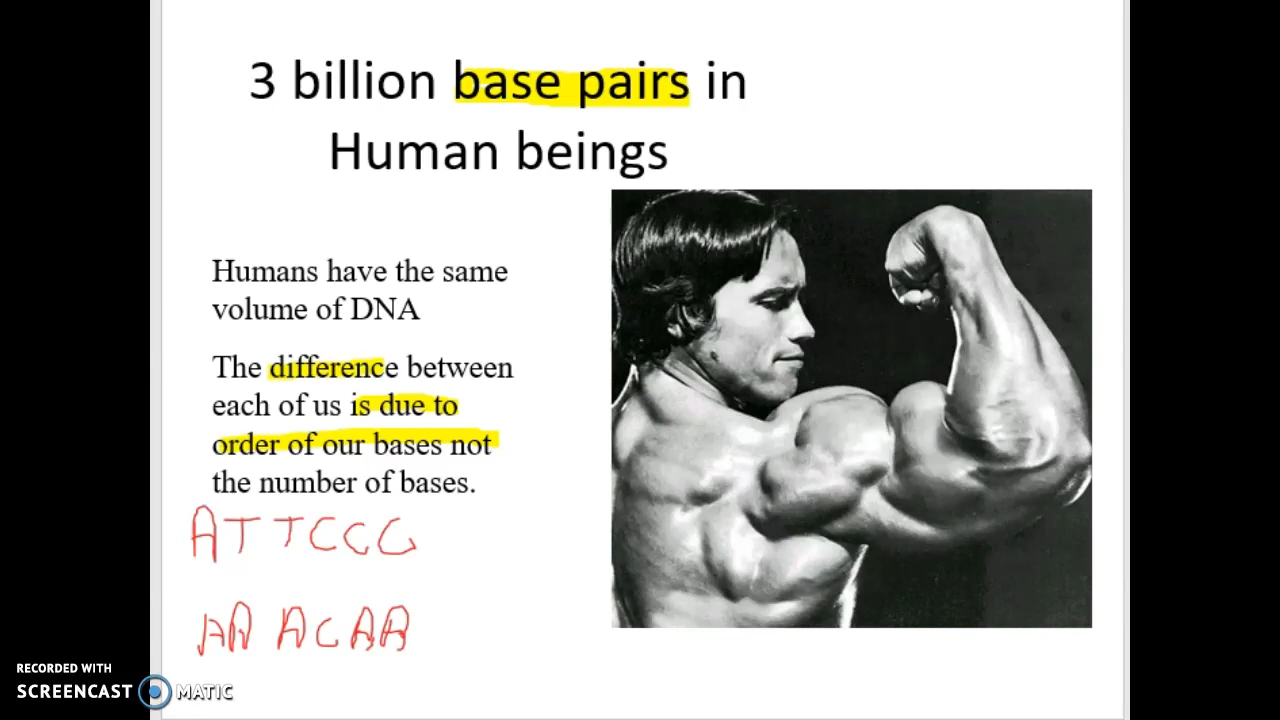 3 billion base pairs in
Human beings
Humans have the same
volume of DNA
The difference between
each of us is due to
order of our bases not
the number of bases.
ATTCCG
AAACAA
RECORDED WITH
SCREENCAST MATIC